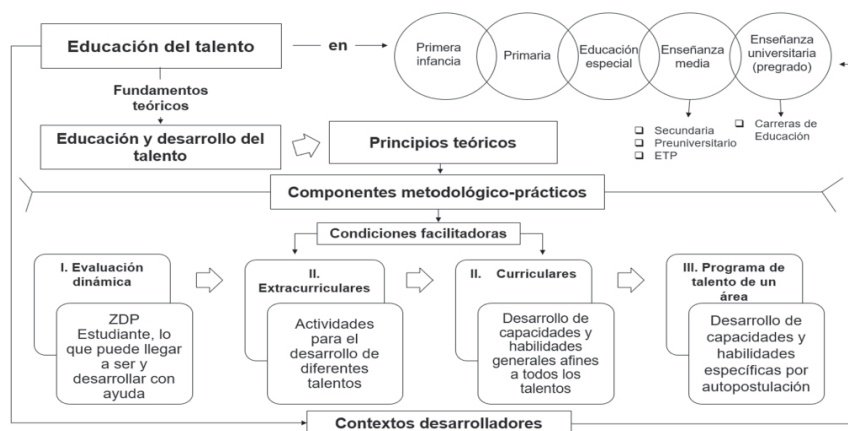 Educación del talento
en
Primera
infancia
Primaria
Educación
especial
Enseñanza
media
Enseñanza
universitaria
(pregrado)
Fundamentos
teóricos
Secundaria
Preuniversitario
ETP
Carreras de
Educación
Educación y desarrollo del
talento
Principios teóricos
Componentes metodológico-prácticos
Condiciones facilitadoras
I. Evaluación
dinámica
ZDP
Estudiante, lo
que puede llegar
a ser y
desarrollar con
ayuda
II.
Extracurriculares
Actividades
para el
desarrollo de
diferentes
talentos
II. Curriculares
Desarrollo de
capacidades y
habilidades
generales afines
a todos los
talentos
III. Programa de
talento de un
área
Desarrollo de
capacidades y
habilidades
específicas por
autopostulación
Contextos desarrolladores